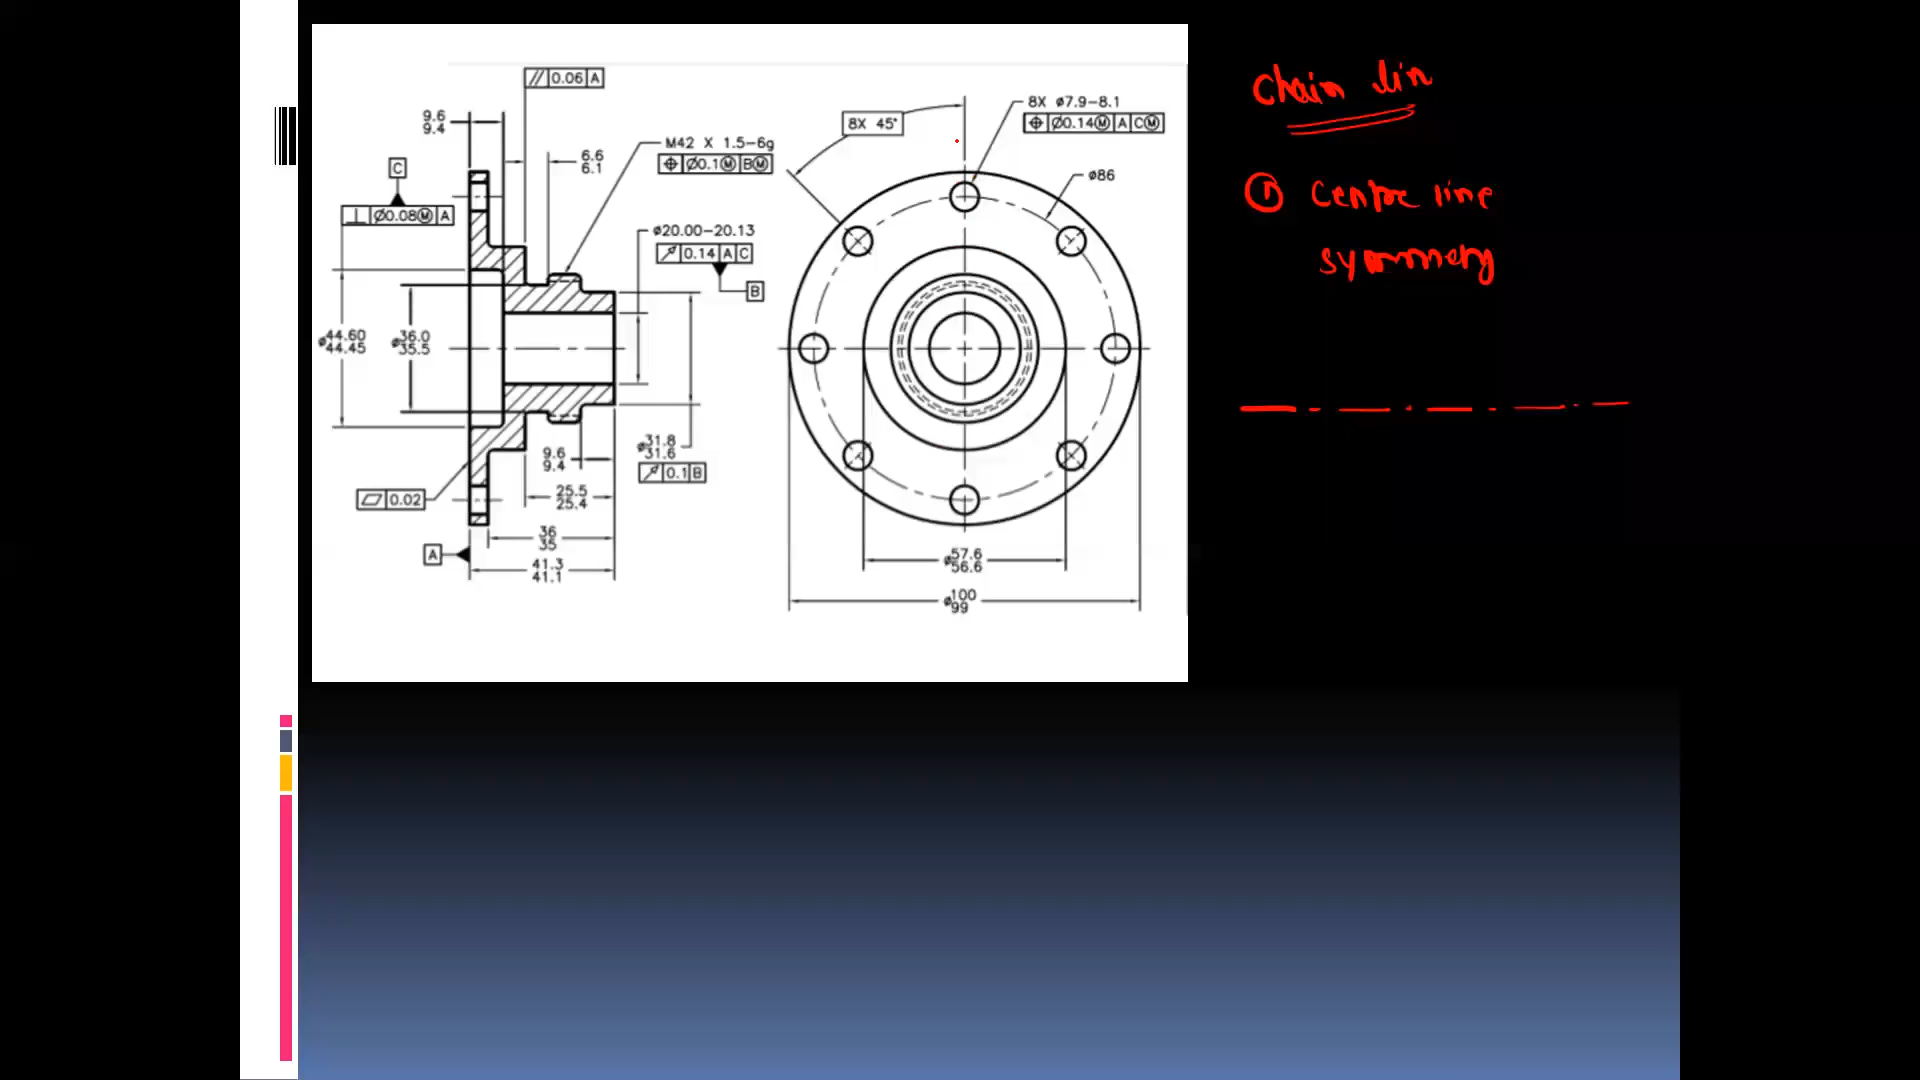 // 0.06 A
9.6
9.4
C
⊥ Ø0.08Ⓜ A
6.6
6.1
M42 X 1.5-6g
⌖ Ø0.1Ⓜ BⓂ
ø20.00-20.13
↗ 0.14 A C
B
ø44.60
44.45
ø36.0
35.5
ø31.8
31.6
↗ 0.1 B
9.6
9.4
25.5
25.4
⏥ 0.02
36
35
A
41.3
41.1
8X 45°
8X ø7.9-8.1
⌖ Ø0.14Ⓜ A CⓂ
ø86
ø57.6
56.6
ø100
99
Chain lin
① Centre line